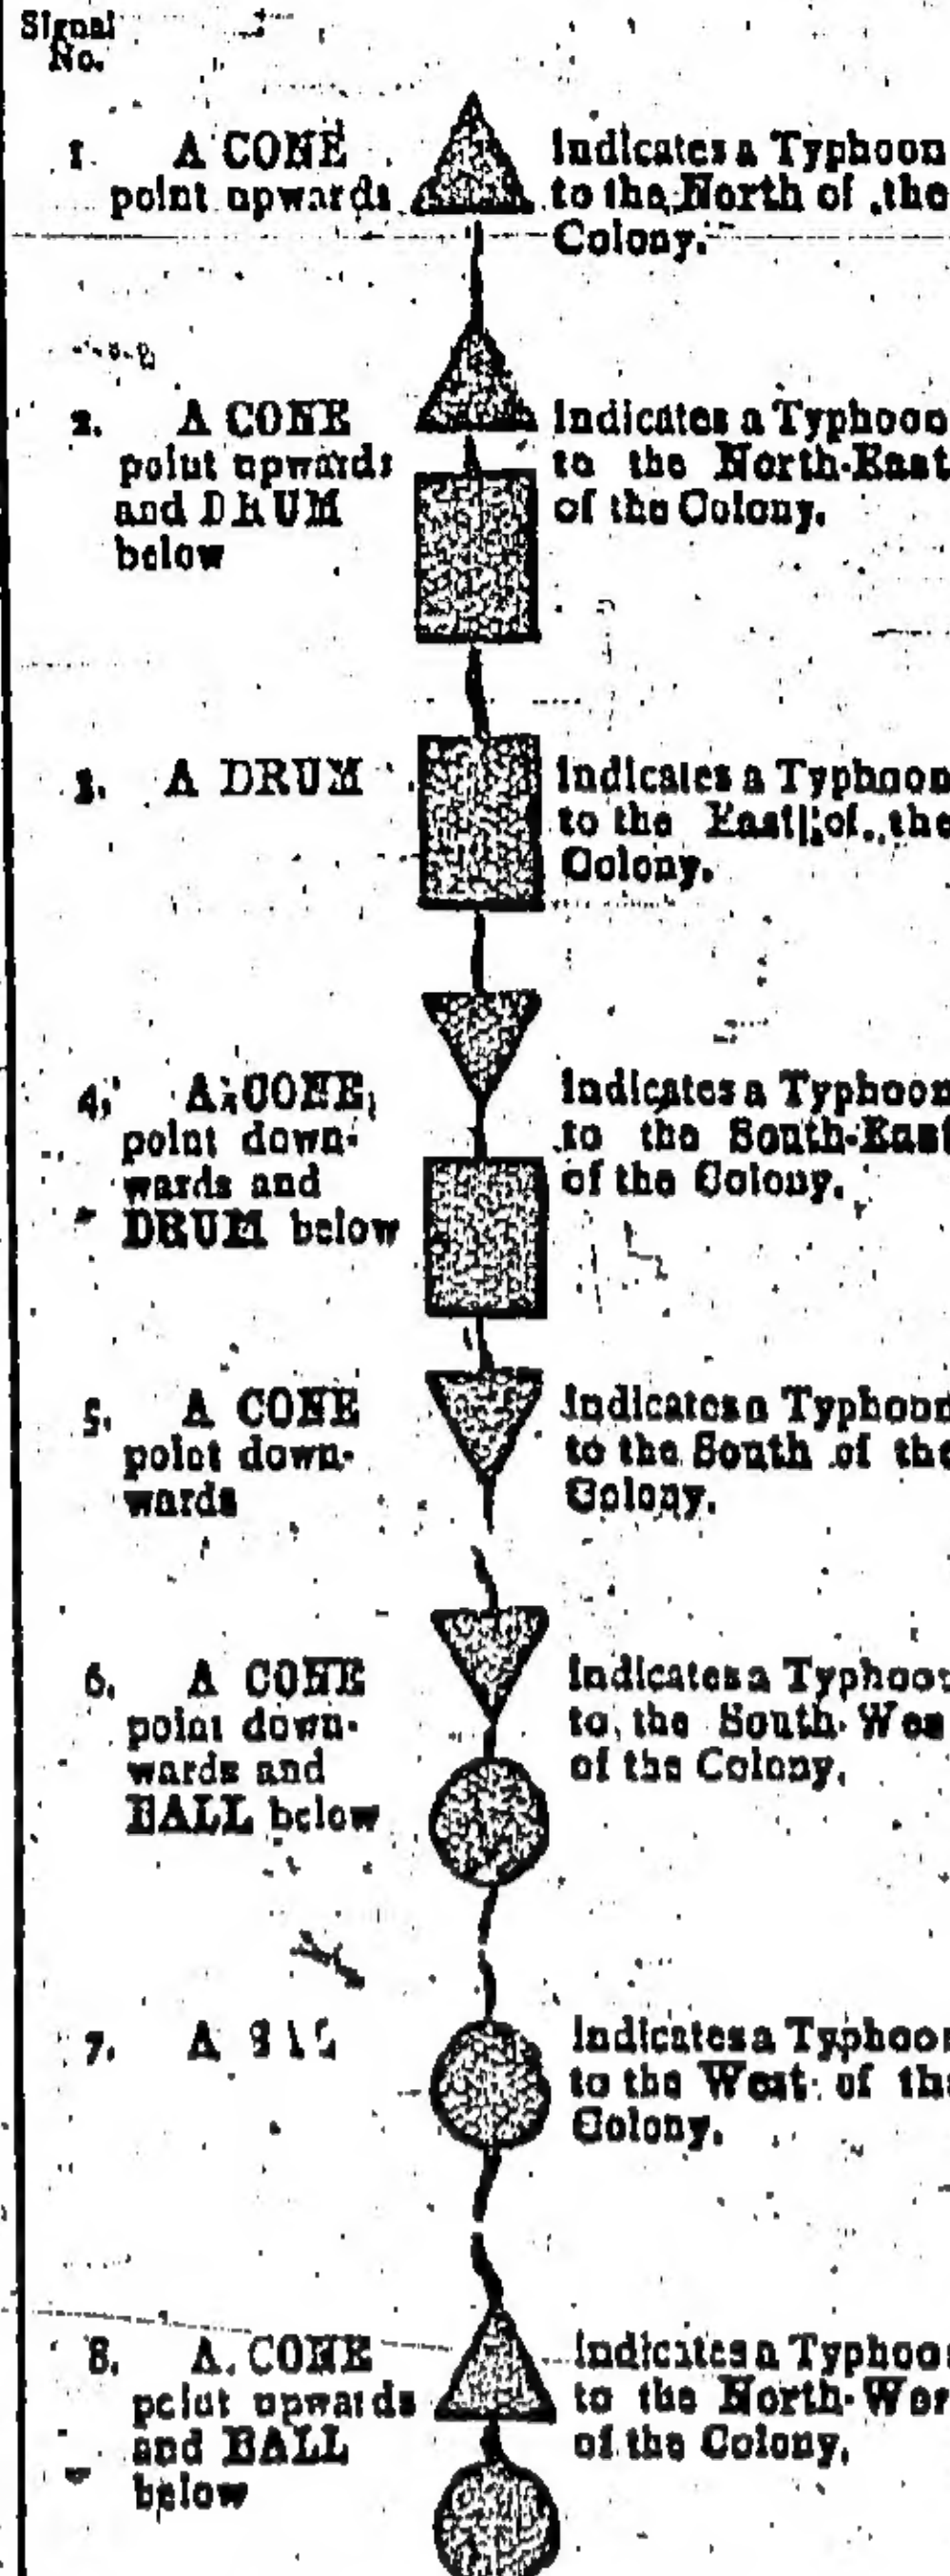 Signal
No.
1. A CONE
point upwards
Indicates a Typhoon
to the North of the
Colony.
2. A CONE
point upwards
and DRUM
below
Indicates a Typhoon
to the North-East
of the Colony.
3. A DRUM
Indicates a Typhoon
to the East of the
Colony.
4. A CONE
point down-
wards and
DRUM below
Indicates a Typhoon
to the South-East
of the Colony.
5. A CONE
point down-
wards
Indicates a Typhoon
to the South of the
Colony.
6. A CONE
point down-
wards and
BALL below
Indicates a Typhoon
to the South-Wes
of the Colony.
7. A
Indicates a Typhoon
to the West of the
Colony.
8. A CONE
point upwards
and BALL
below
Indicates a Typhoo
to the North-Wes
of the Colony.